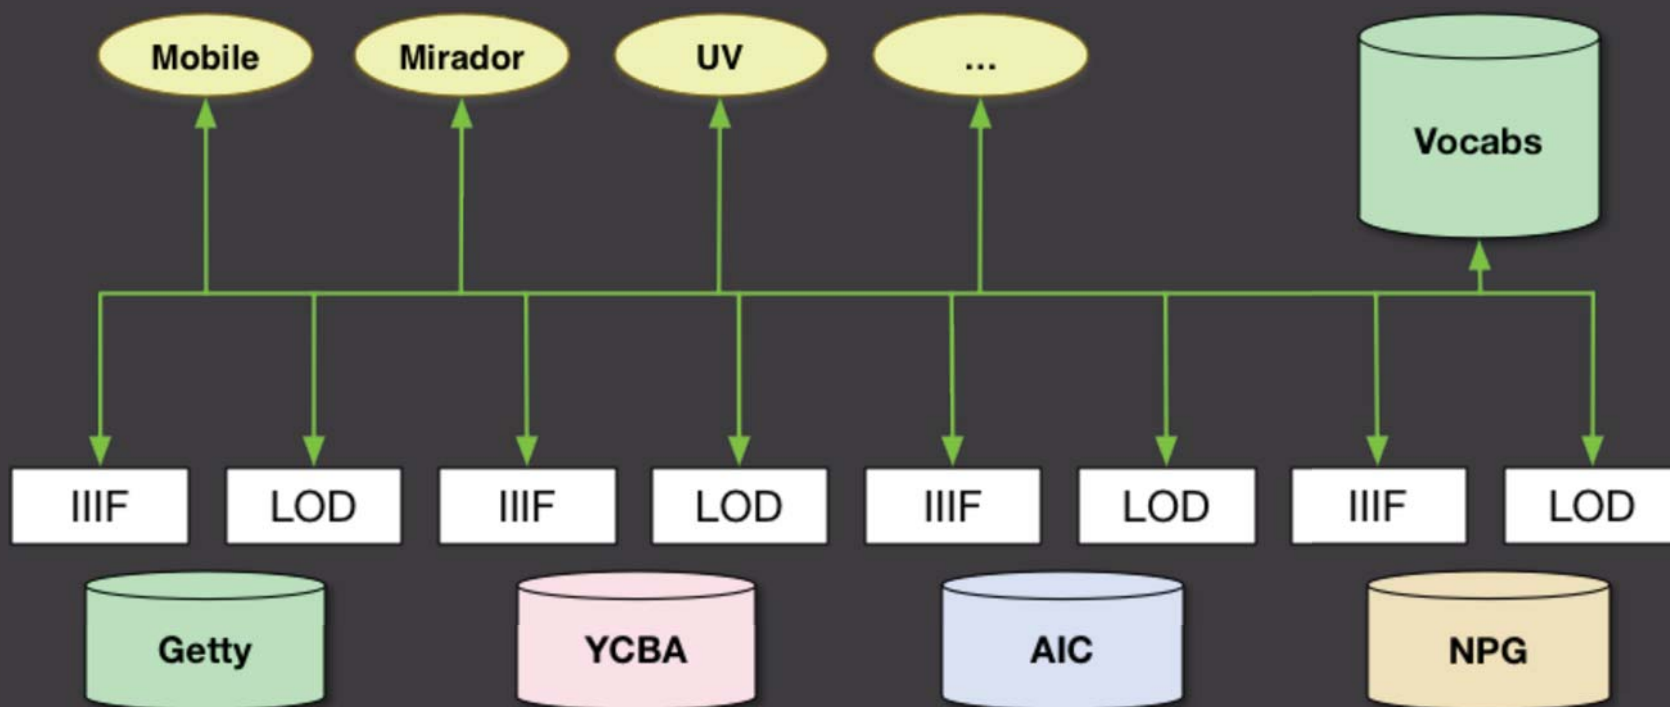 Mobile
Mirador
UV
...
Vocabs
IIIF
LOD
IIIF
LOD
IIIF
LOD
IIIF
LOD
Getty
YCBA
AIC
NPG